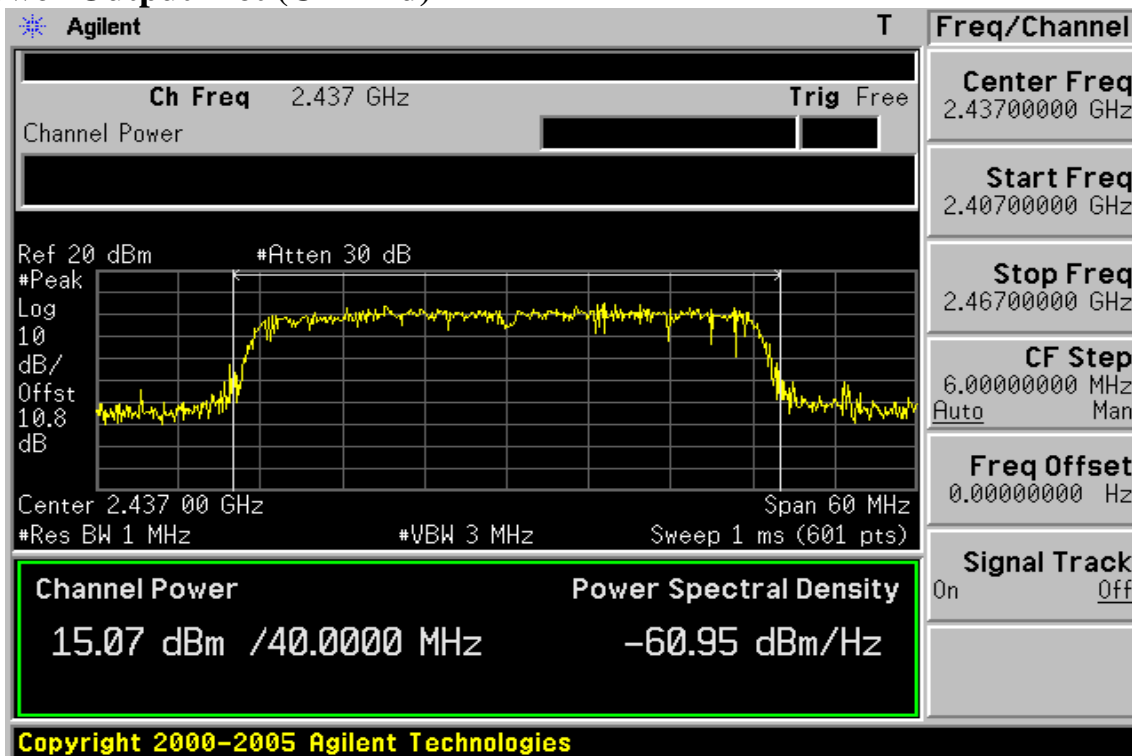 Agilent T Freq/Channel
Ch Freq 2.437 GHz Trig Free
Channel Power
Center Freq
2.43700000 GHz
Start Freq
2.40700000 GHz
Stop Freq
2.46700000 GHz
CF Step
6.00000000 MHz
Auto Man
Freq Offset
0.00000000 Hz
Signal Track
On Off
Ref 20 dBm #Atten 30 dB
#Peak
Log
10
dB/
Offst
10.8
dB
Center 2.437 00 GHz Span 60 MHz
#Res BW 1 MHz #VBW 3 MHz Sweep 1 ms (601 pts)
Channel Power Power Spectral Density
15.07 dBm /40.0000 MHz -60.95 dBm/Hz
Copyright 2000-2005 Agilent Technologies